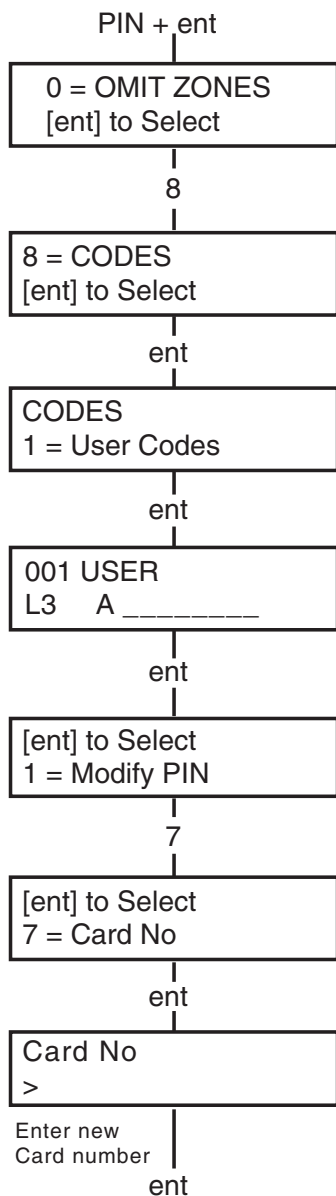 PIN + ent
0 = OMIT ZONES
[ent] to Select
8
8 = CODES
[ent] to Select
ent
CODES
1 = User Codes
ent
001 USER
L3 A ________
ent
[ent] to Select
1 = Modify PIN
7
[ent] to Select
7 = Card No
ent
Card No
>
Enter new
Card number
ent